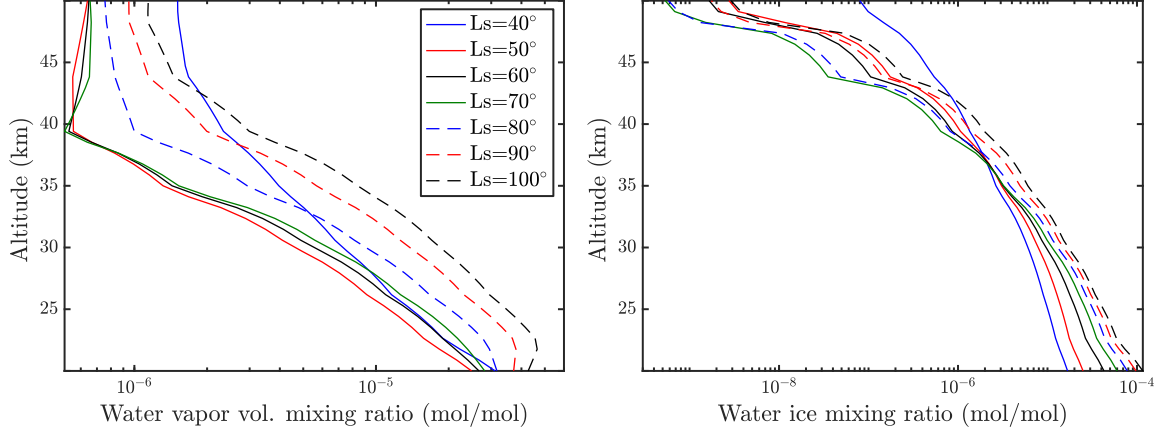 45
40
35
30
25
Altitude (km)
10⁻⁶
10⁻⁵
Water vapor vol. mixing ratio (mol/mol)
Ls=40°
Ls=50°
Ls=60°
Ls=70°
Ls=80°
Ls=90°
Ls=100°
45
40
35
30
25
Altitude (km)
10⁻⁸
10⁻⁶
10⁻⁴
Water ice mixing ratio (mol/mol)